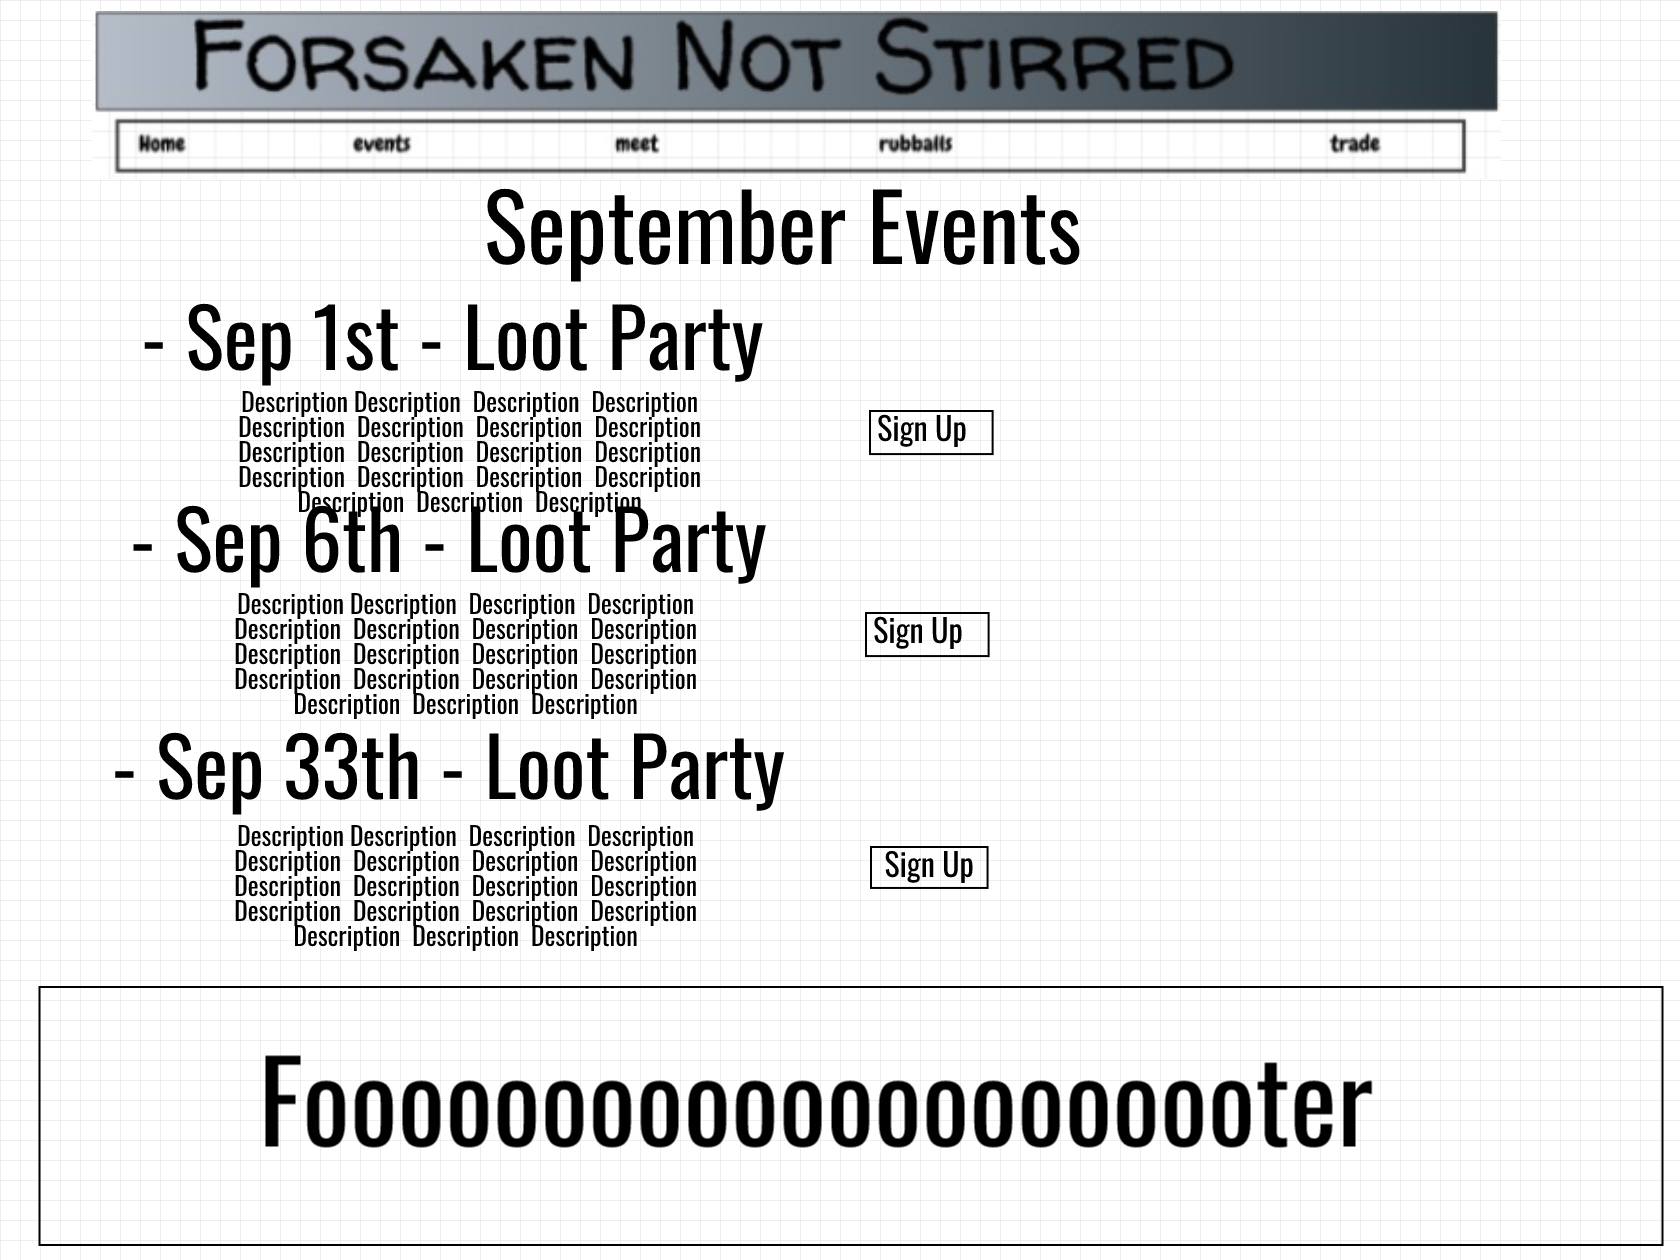 FORSAKEN NOT STIRRED
Home events meet rubballs trade
September Events
- Sep 1st - Loot Party
Description Description Description Description
Description Description Description Description
Description Description Description Description
Description Description Description Description
Description Description Description
Sign Up
- Sep 6th - Loot Party
Description Description Description Description
Description Description Description Description
Description Description Description Description
Description Description Description Description
Description Description Description
Sign Up
- Sep 33th - Loot Party
Description Description Description Description
Description Description Description Description
Description Description Description Description
Description Description Description Description
Description Description Description
Sign Up
Fooooooooooooooooooooter